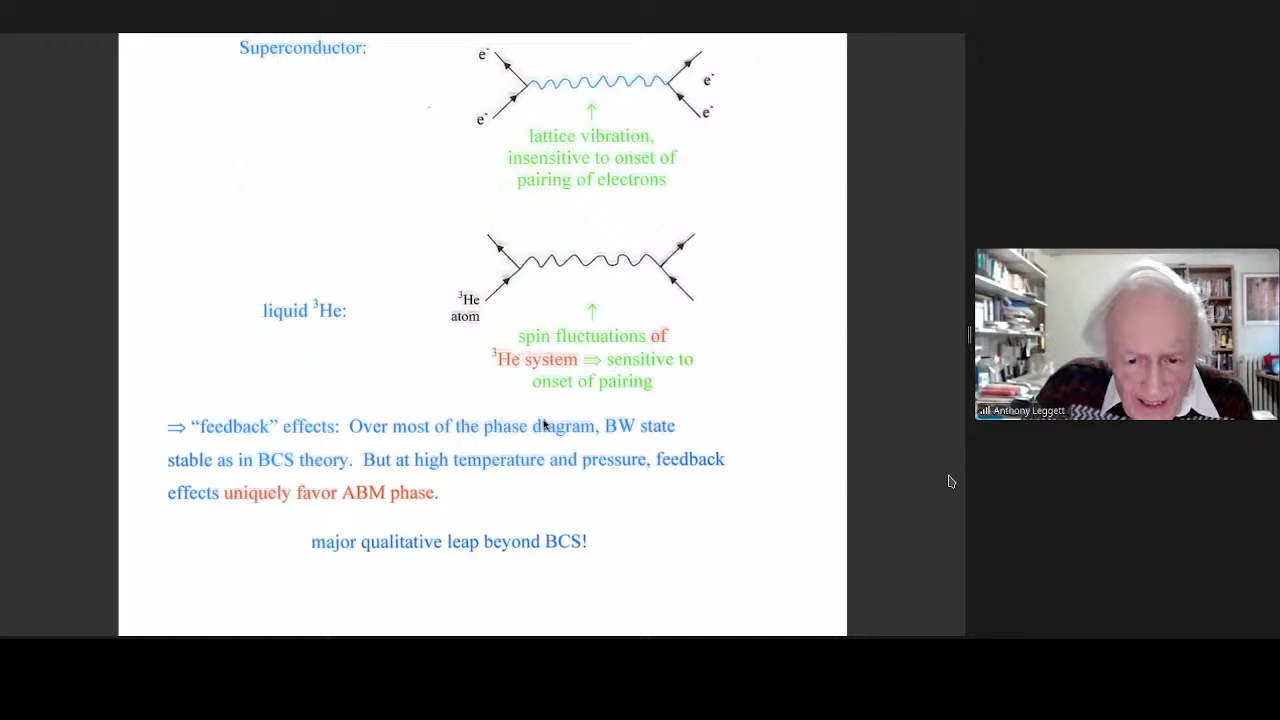 Superconductor:
e⁻
e⁻
e⁻
e⁻
lattice vibration,
insensitive to onset of
pairing of electrons
liquid ³He:
³He
atom
spin fluctuations of
³He system ⇒ sensitive to
onset of pairing
⇒ “feedback” effects: Over most of the phase diagram, BW state
stable as in BCS theory. But at high temperature and pressure, feedback
effects uniquely favor ABM phase.
major qualitative leap beyond BCS!
Anthony Leggett